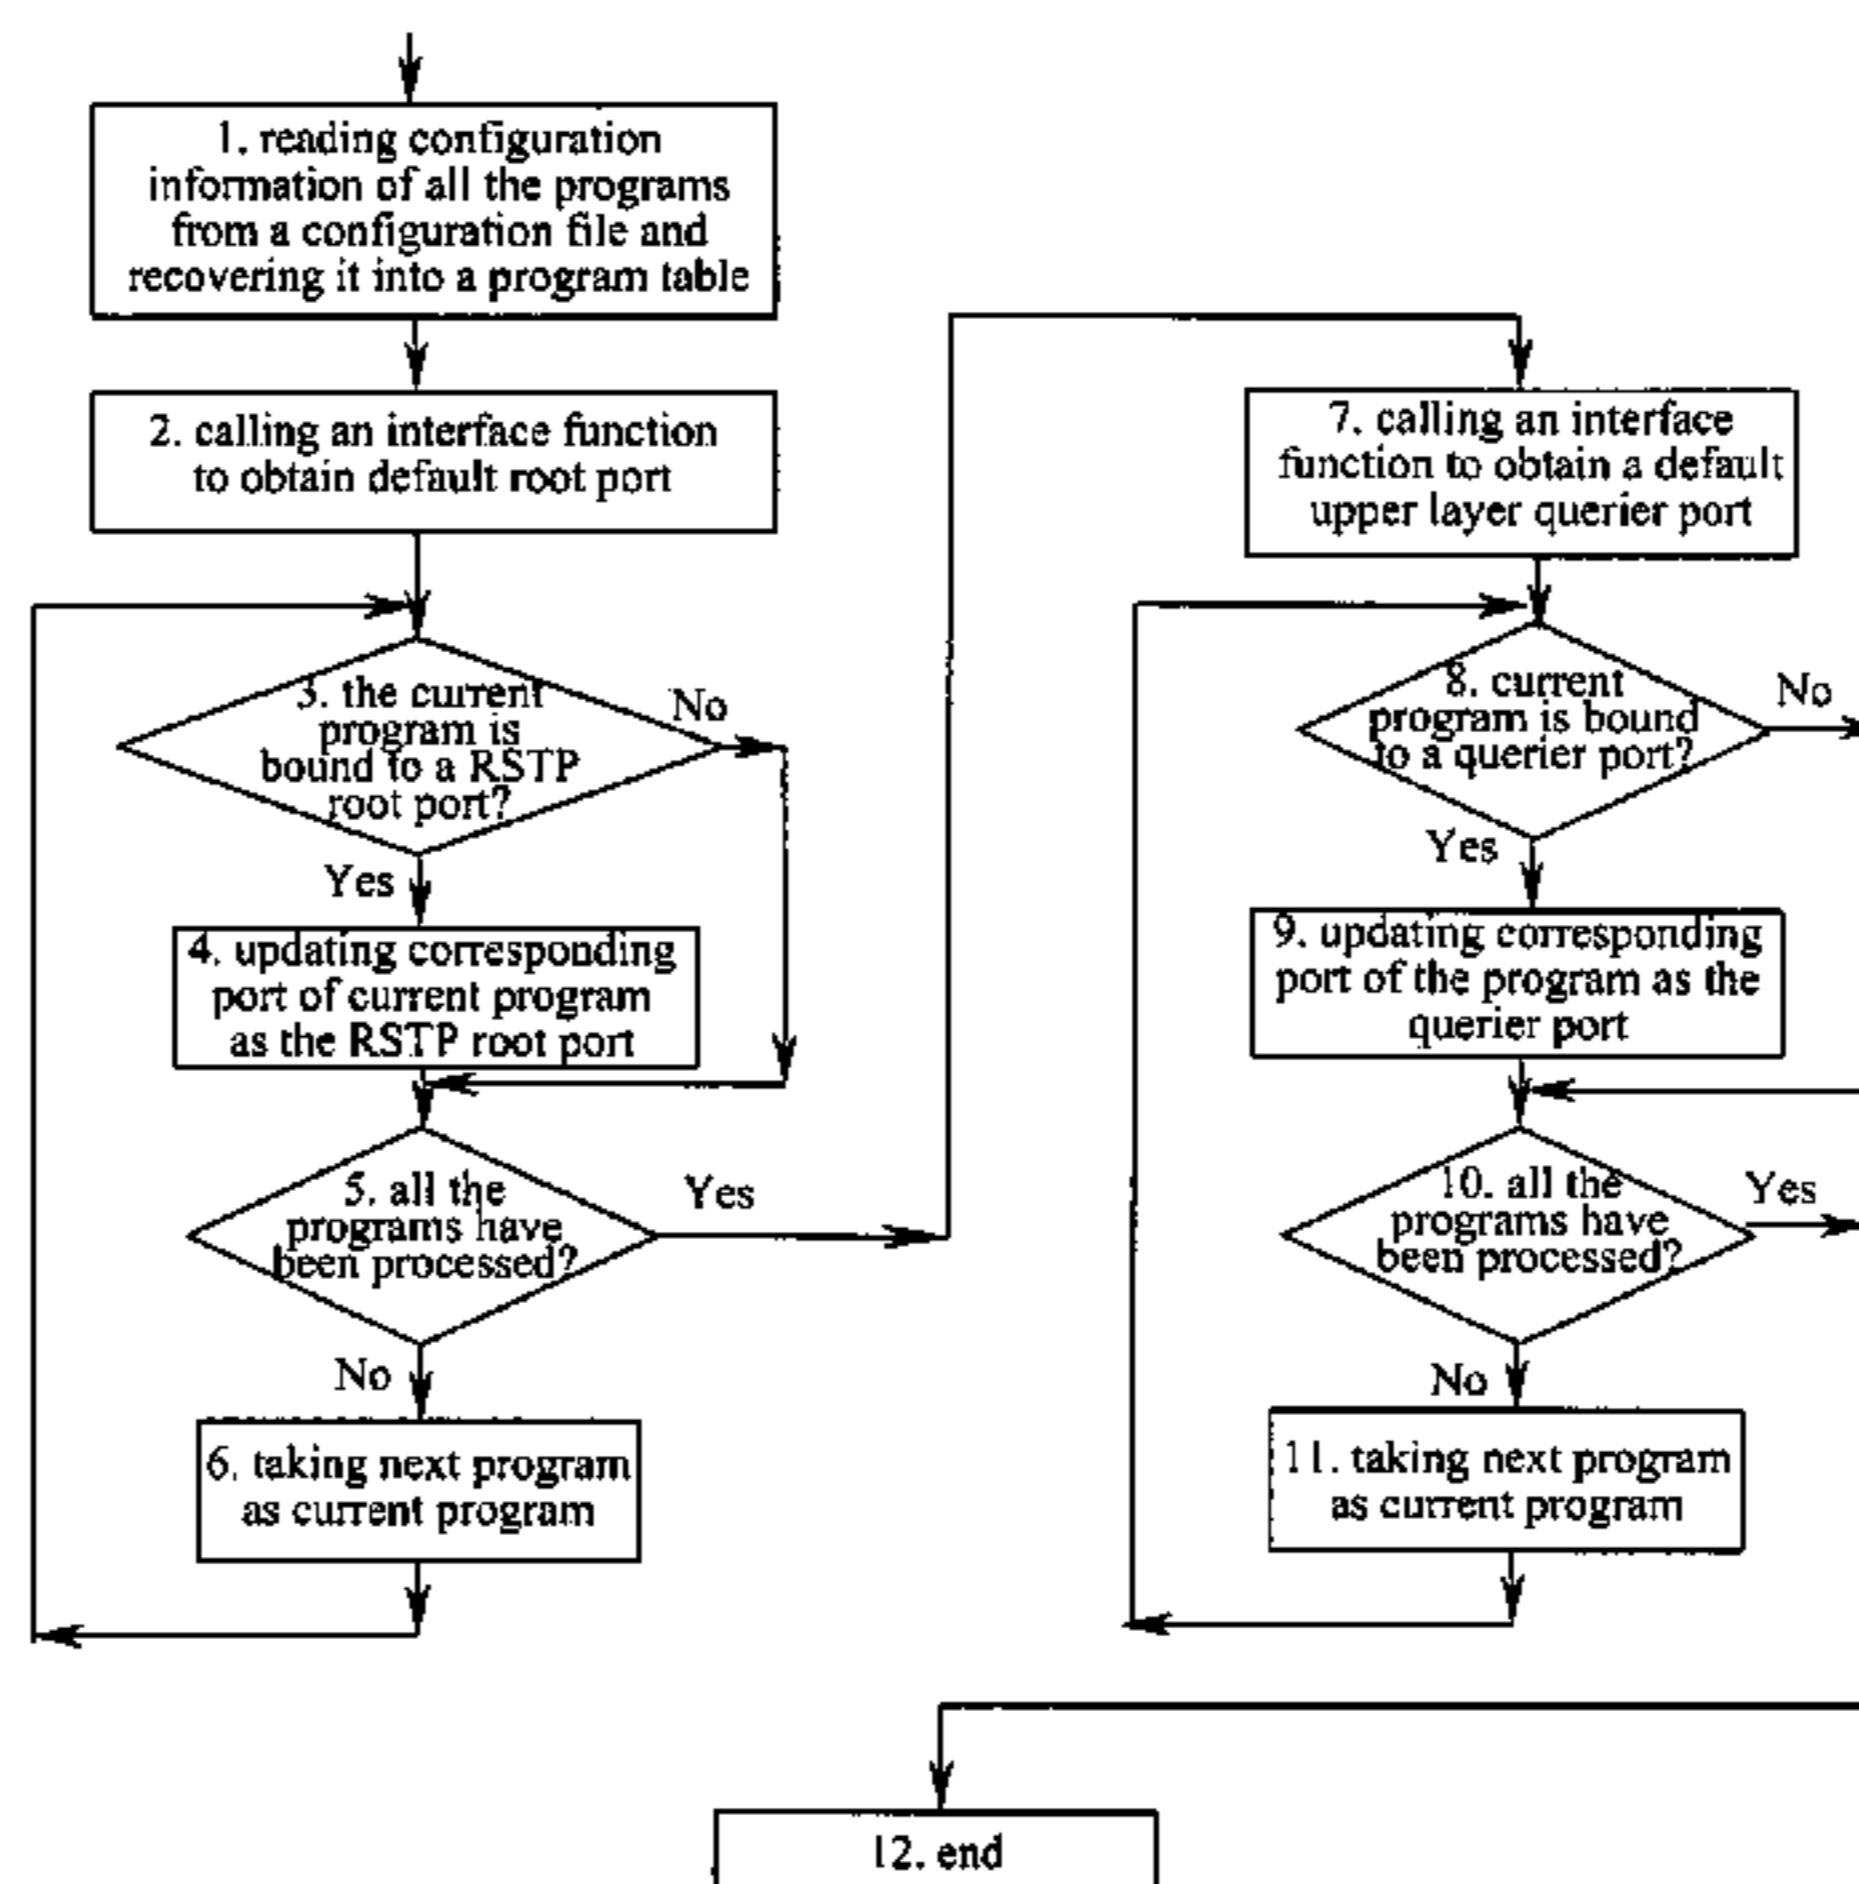 1. reading configuration
information of all the programs
from a configuration file and
recovering it into a program table
2. calling an interface function
to obtain default root port
3. the current
program is
bound to a RSTP
root port?
No
Yes
4. updating corresponding
port of current program
as the RSTP root port
5. all the
programs have
been processed?
Yes
No
6. taking next program
as current program
7. calling an interface
function to obtain a default
upper layer querier port
8. current
program is bound
to a querier port?
No
Yes
9. updating corresponding
port of the program as the
querier port
10. all the
programs have
been processed?
Yes
No
11. taking next program
as current program
12. end